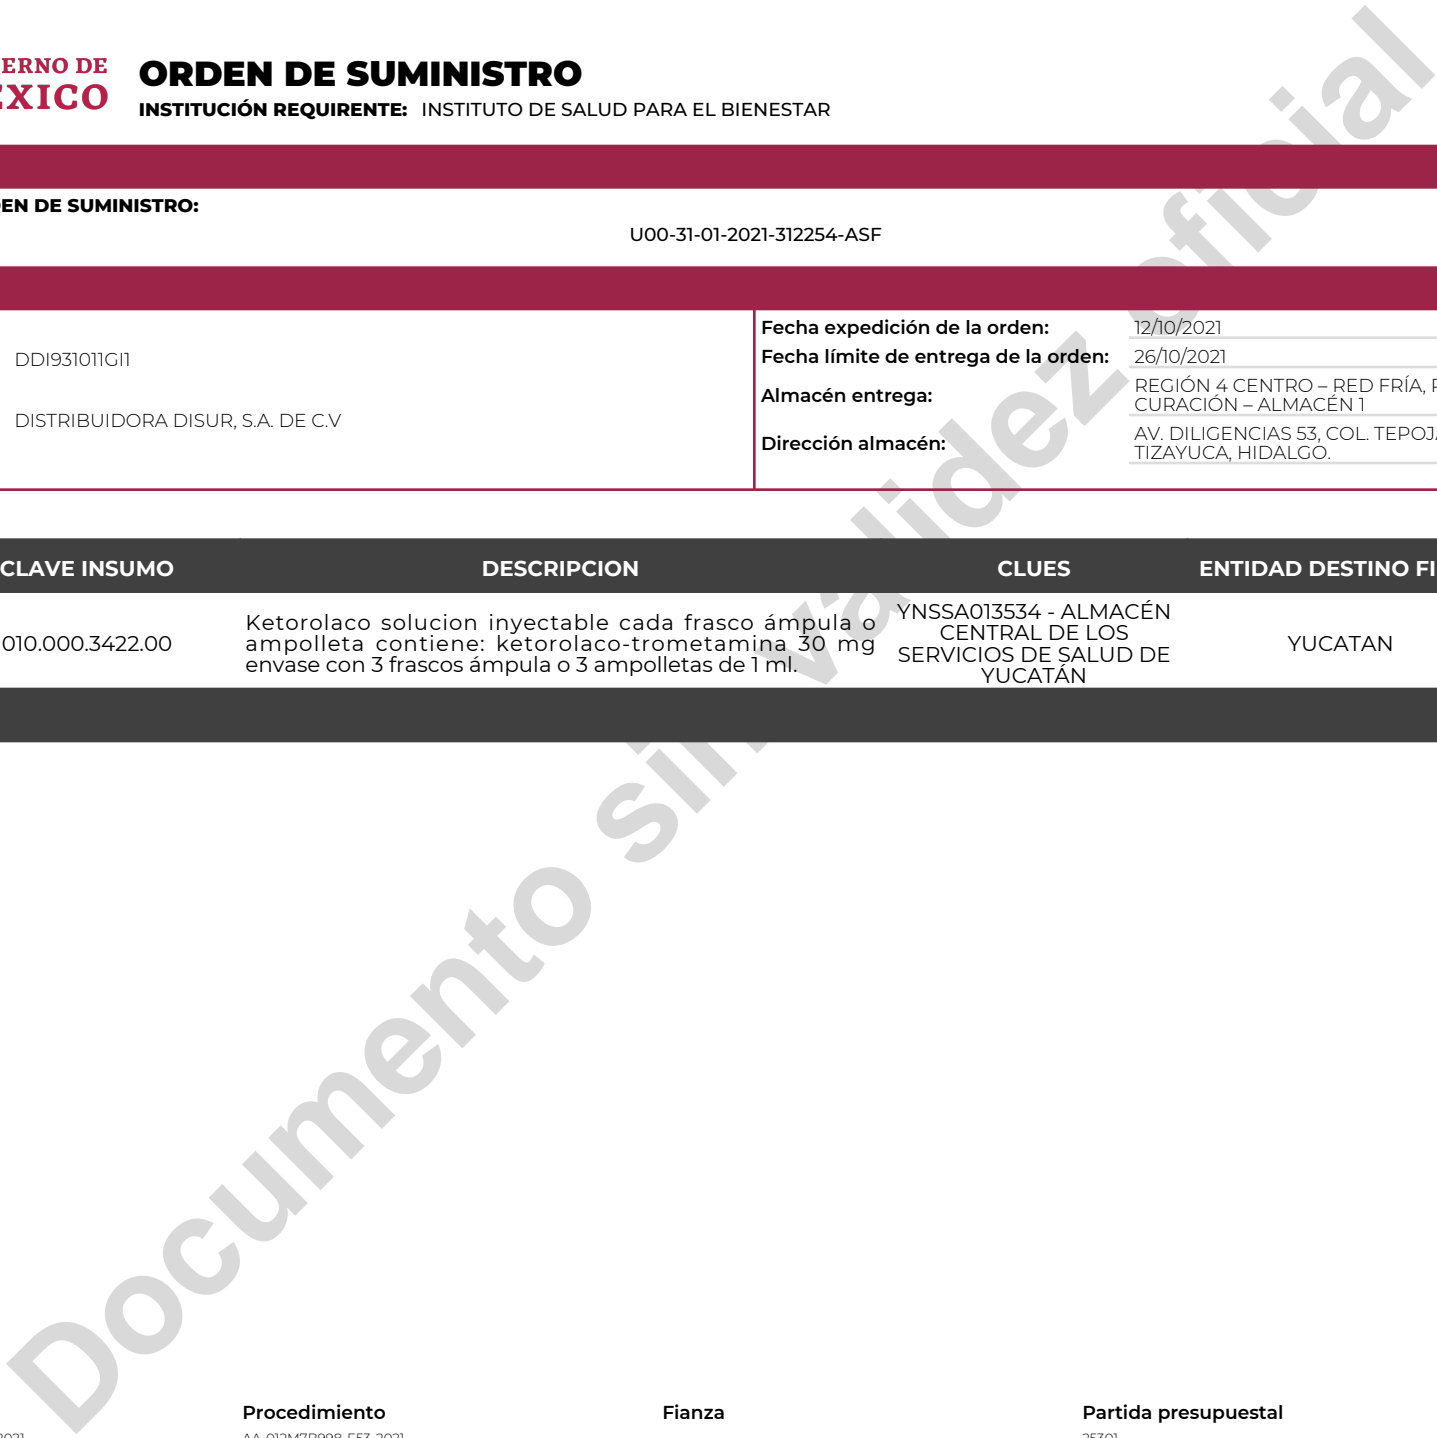 ERNO DE
ORDEN DE SUMINISTRO
INSTITUCIÓN REQUIRENTE: INSTITUTO DE SALUD PARA EL BIENESTAR
EXICO
EN DE SUMINISTRO:
U00-31-01-2021-312254-ASF
DDI931011GI1
DISTRIBUIDORA DISUR, S.A. DE C.V
Fecha expedición de la orden: 12/10/2021
Fecha límite de entrega de la orden: 26/10/2021
Almacén entrega: REGIÓN 4 CENTRO – RED FRÍA,
CURACIÓN – ALMACÉN 1
Dirección almacén: AV. DILIGENCIAS 53, COL. TEPOJ
TIZAYUCA, HIDALGO.
CLAVE INSUMO DESCRIPCION CLUES ENTIDAD DESTINO FI
010.000.3422.00
Ketorolaco solucion inyectable cada frasco ámpula o
ampolleta contiene: ketorolaco-trometamina 30 mg
envase con 3 frascos ámpula o 3 ampolletas de 1 ml.
YNSSA013534 - ALMACÉN
CENTRAL DE LOS
SERVICIOS DE SALUD DE
YUCATÁN
YUCATAN
Documento sin validez oficial
Procedimiento Fianza Partida presupuestal